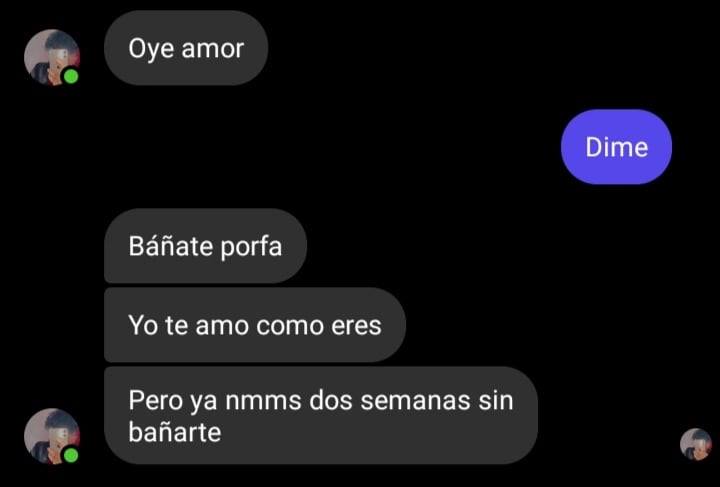 Oye amor
Dime
Báñate porfa
Yo te amo como eres
Pero ya nmms dos semanas sin
bañarte